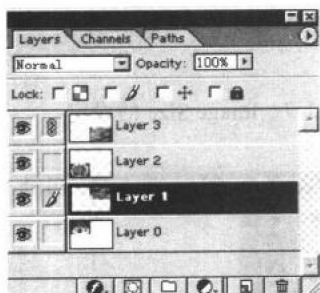 Layers Channels Paths
Normal Opacity: 100%
Lock:
Layer 3
Layer 2
Layer 1
Layer 0